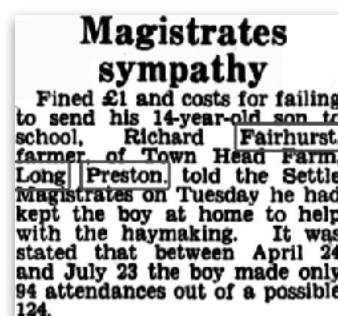 Magistrates
sympathy
Fined £1 and costs for failing
to send his 14-year-old son to
school, Richard Fairhurst,
farmer, of Town Head Farm,
Long Preston, told the Settle
Magistrates on Tuesday he had
kept the boy at home to help
with the haymaking. It was
stated that between April 24
and July 23 the boy made only
94 attendances out of a possible
124.